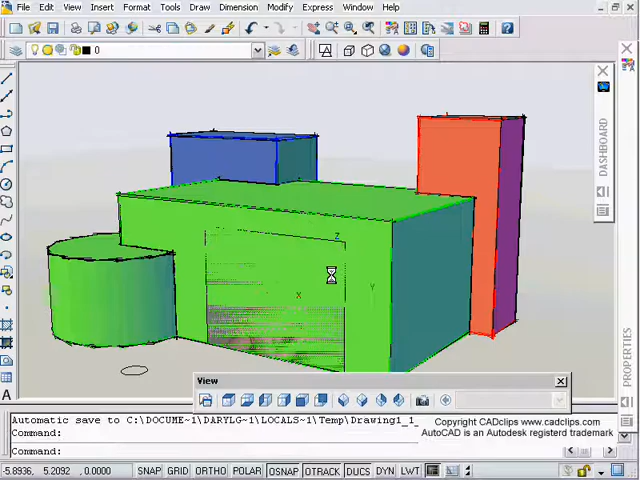 File Edit View Insert Format Tools Draw Dimension Modify Express Window Help
0
DASHBOARD
PROPERTIES
Z
X
Y
View
Automatic save to C:\DOCUME~1\DARYLG~1\LOCALS~1\Temp\Drawing1_1_
Command:
Command:
Copyright CADclips www.cadclips.com
AutoCAD is an Autodesk registerd trademark
-5.8936, 5.2092, 0.0000 SNAP GRID ORTHO POLAR OSNAP OTRACK DUCS DYN LWT
A